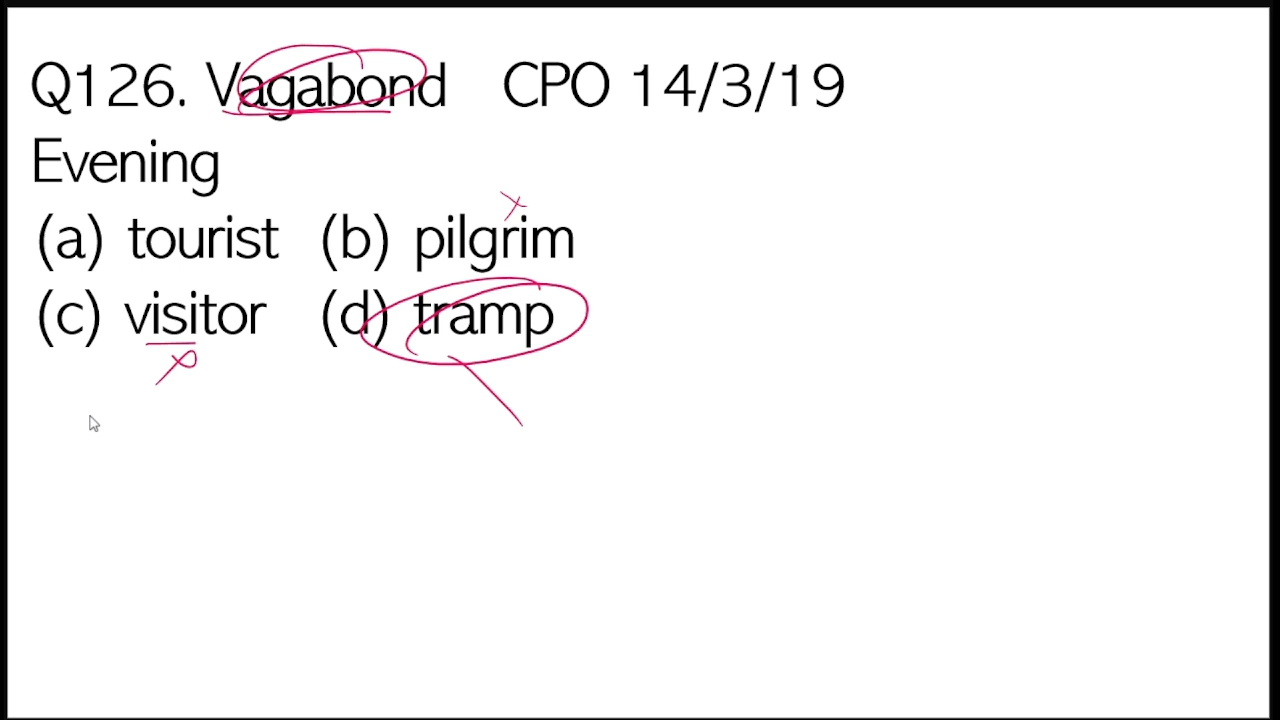 Q126. Vagabond CPO 14/3/19
Evening
(a) tourist (b) pilgrim
(c) visitor (d) tramp